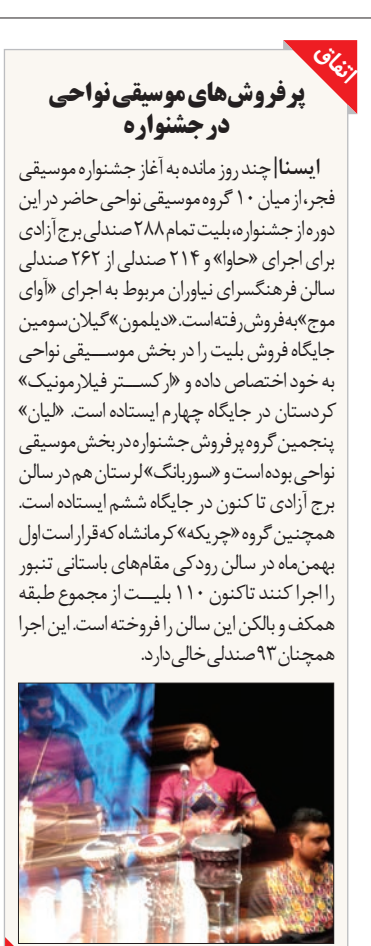 اتفاق
پرفروش‌های موسیقی نواحی
در جشنواره
ایسنا| چند روز مانده به آغاز جشنواره موسیقی
فجر، از میان ۱۰ گروه موسیقی نواحی حاضر در این
دوره از جشنواره، بلیت تمام ۲۸۸ صندلی برج آزادی
برای اجرای «حاوا» و ۲۱۴ صندلی از ۲۶۲ صندلی
سالن فرهنگسرای نیاوران مربوط به اجرای «آوای
موج» به فروش رفته است. «دیلمون» گیلان سومین
جایگاه فروش بلیت را در بخش موسیقی نواحی
به خود اختصاص داده و «ارکستر فیلارمونیک»
کردستان در جایگاه چهارم ایستاده است. «لیان»
پنجمین گروه پرفروش جشنواره در بخش موسیقی
نواحی بوده است و «سوربانگ» لرستان هم در سالن
برج آزادی تا کنون در جایگاه ششم ایستاده است.
همچنین گروه «چریکه» کرمانشاه که قرار است اول
بهمن‌ماه در سالن رودکی مقام‌های باستانی تنبور
را اجرا کنند تاکنون ۱۱۰ بلیت از مجموع طبقه
همکف و بالکن این سالن را فروخته است. این اجرا
همچنان ۹۳ صندلی خالی دارد.